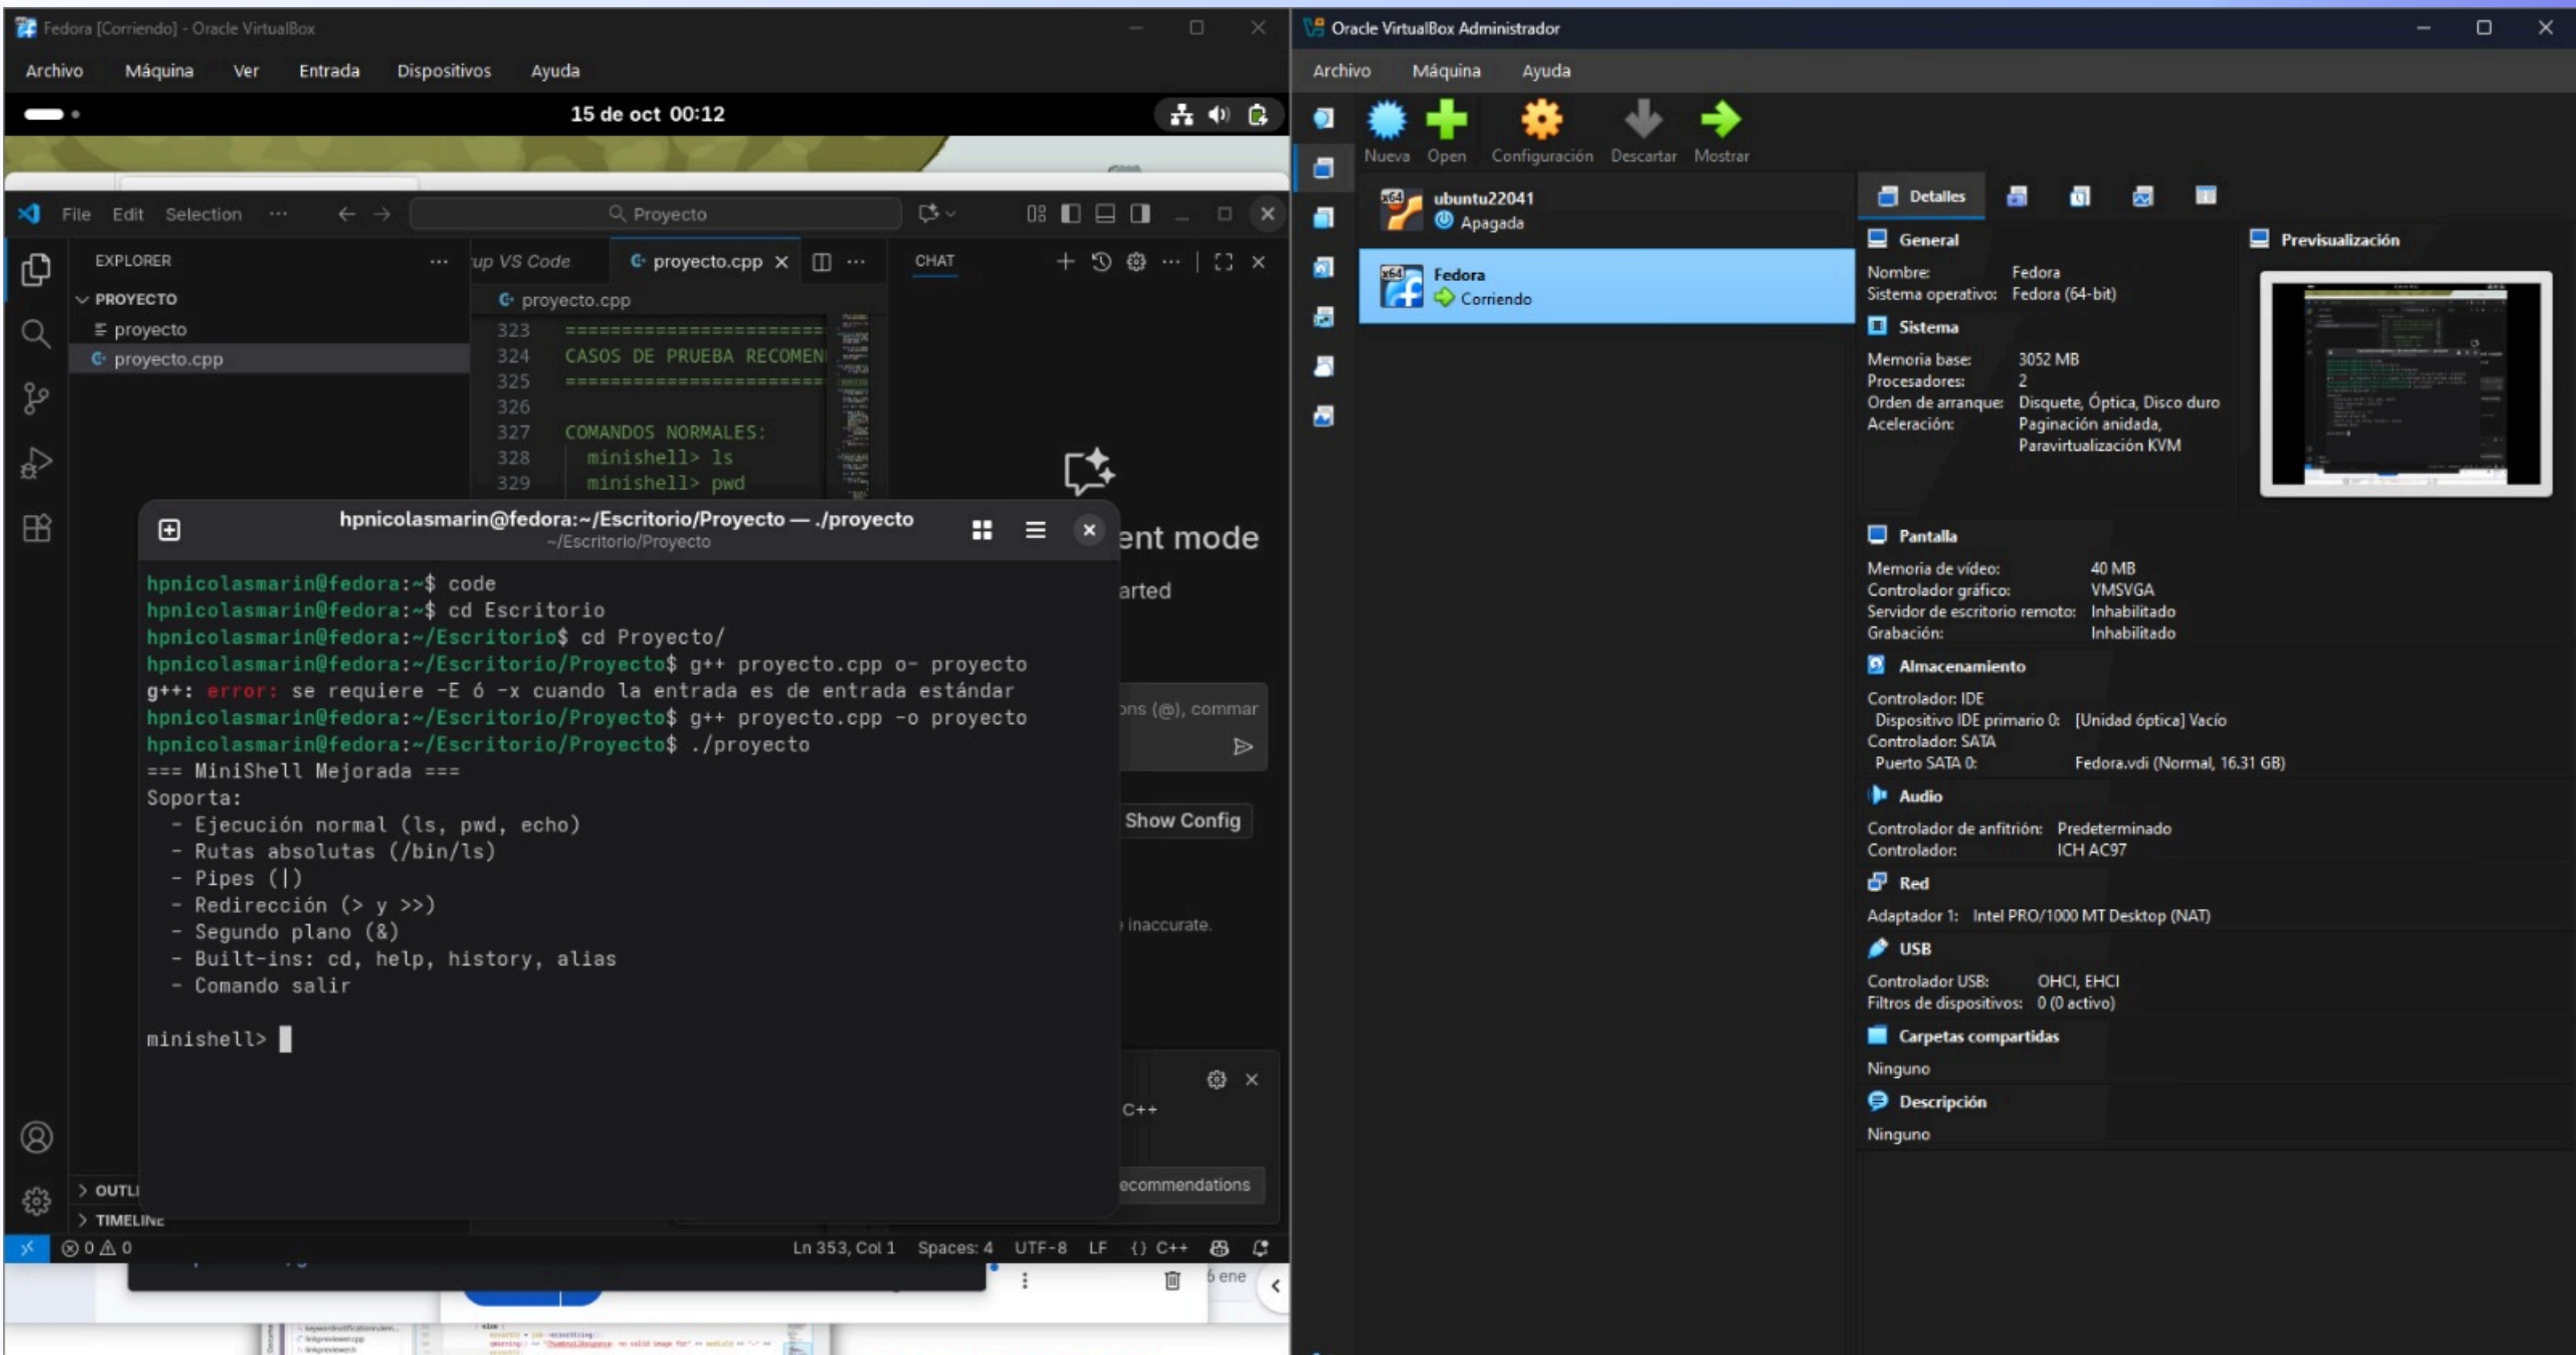 Fedora [Corriendo] - Oracle VirtualBox
Archivo Máquina Ver Entrada Dispositivos Ayuda
15 de oct 00:12
File Edit Selection ··· Proyecto
EXPLORER ···
PROYECTO
proyecto
proyecto.cpp
up VS Code proyecto.cpp ···
proyecto.cpp
323 ========================
324 CASOS DE PRUEBA RECOMEN
325 ========================
326
327 COMANDOS NORMALES:
328 minishell> ls
329 minishell> pwd
CHAT
ent mode
arted
ons (@), commar
Show Config
e inaccurate.
C++
ecommendations
hpnicolasmarin@fedora:~/Escritorio/Proyecto — ./proyecto
~/Escritorio/Proyecto
hpnicolasmarin@fedora:~$ code
hpnicolasmarin@fedora:~$ cd Escritorio
hpnicolasmarin@fedora:~/Escritorio$ cd Proyecto/
hpnicolasmarin@fedora:~/Escritorio/Proyecto$ g++ proyecto.cpp o- proyecto
g++: error: se requiere -E ó -x cuando la entrada es de entrada estándar
hpnicolasmarin@fedora:~/Escritorio/Proyecto$ g++ proyecto.cpp -o proyecto
hpnicolasmarin@fedora:~/Escritorio/Proyecto$ ./proyecto
=== MiniShell Mejorada ===
Soporta:
- Ejecución normal (ls, pwd, echo)
- Rutas absolutas (/bin/ls)
- Pipes (|)
- Redirección (> y >>)
- Segundo plano (&)
- Built-ins: cd, help, history, alias
- Comando salir
minishell>
OUTLI
TIMELINE
0 0 Ln 353, Col 1 Spaces: 4 UTF-8 LF {} C++
6 ene
Oracle VirtualBox Administrador
Archivo Máquina Ayuda
Nueva Open Configuración Descartar Mostrar
x64 ubuntu22041
Apagada
x64 Fedora
Corriendo
Detalles
General
Nombre: Fedora
Sistema operativo: Fedora (64-bit)
Previsualización
Sistema
Memoria base: 3052 MB
Procesadores: 2
Orden de arranque: Disquete, Óptica, Disco duro
Aceleración: Paginación anidada,
Paravirtualización KVM
Pantalla
Memoria de vídeo: 40 MB
Controlador gráfico: VMSVGA
Servidor de escritorio remoto: Inhabilitado
Grabación: Inhabilitado
Almacenamiento
Controlador: IDE
Dispositivo IDE primario 0: [Unidad óptica] Vacío
Controlador: SATA
Puerto SATA 0: Fedora.vdi (Normal, 16.31 GB)
Audio
Controlador de anfitrión: Predeterminado
Controlador: ICH AC97
Red
Adaptador 1: Intel PRO/1000 MT Desktop (NAT)
USB
Controlador USB: OHCI, EHCI
Filtros de dispositivos: 0 (0 activo)
Carpetas compartidas
Ninguno
Descripción
Ninguno